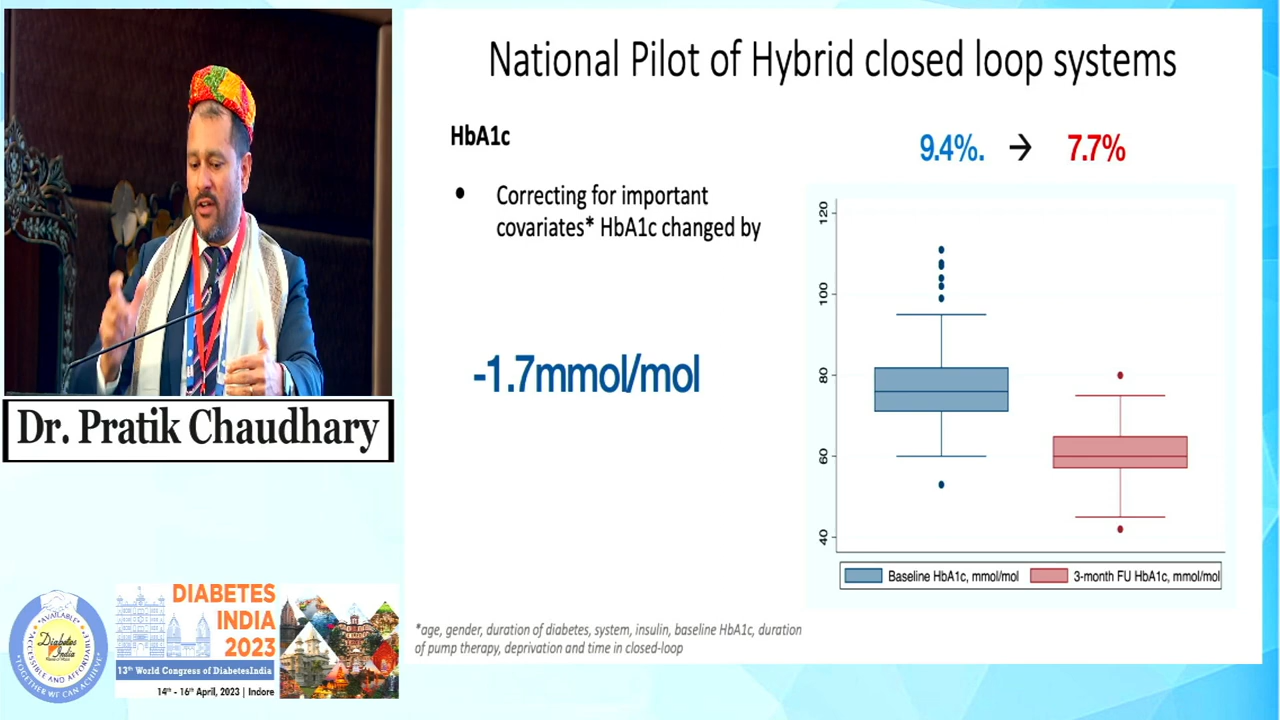 National Pilot of Hybrid closed loop systems
HbA1c
9.4%. → 7.7%
• Correcting for important
covariates* HbA1c changed by
-1.7mmol/mol
120
100
80
60
40
Baseline HbA1c, mmol/mol
3-month FU HbA1c, mmol/mol
*age, gender, duration of diabetes, system, insulin, baseline HbA1c, duration
of pump therapy, deprivation and time in closed-loop
Dr. Pratik Chaudhary
AVAILABLE
ACCESSIBLE AND AFFORDABLE
Diabetes
India
TOGETHER WE CAN ACHIEVE
DIABETES
INDIA
2023
13th World Congress of DiabetesIndia
14th - 16th April, 2023 | Indore